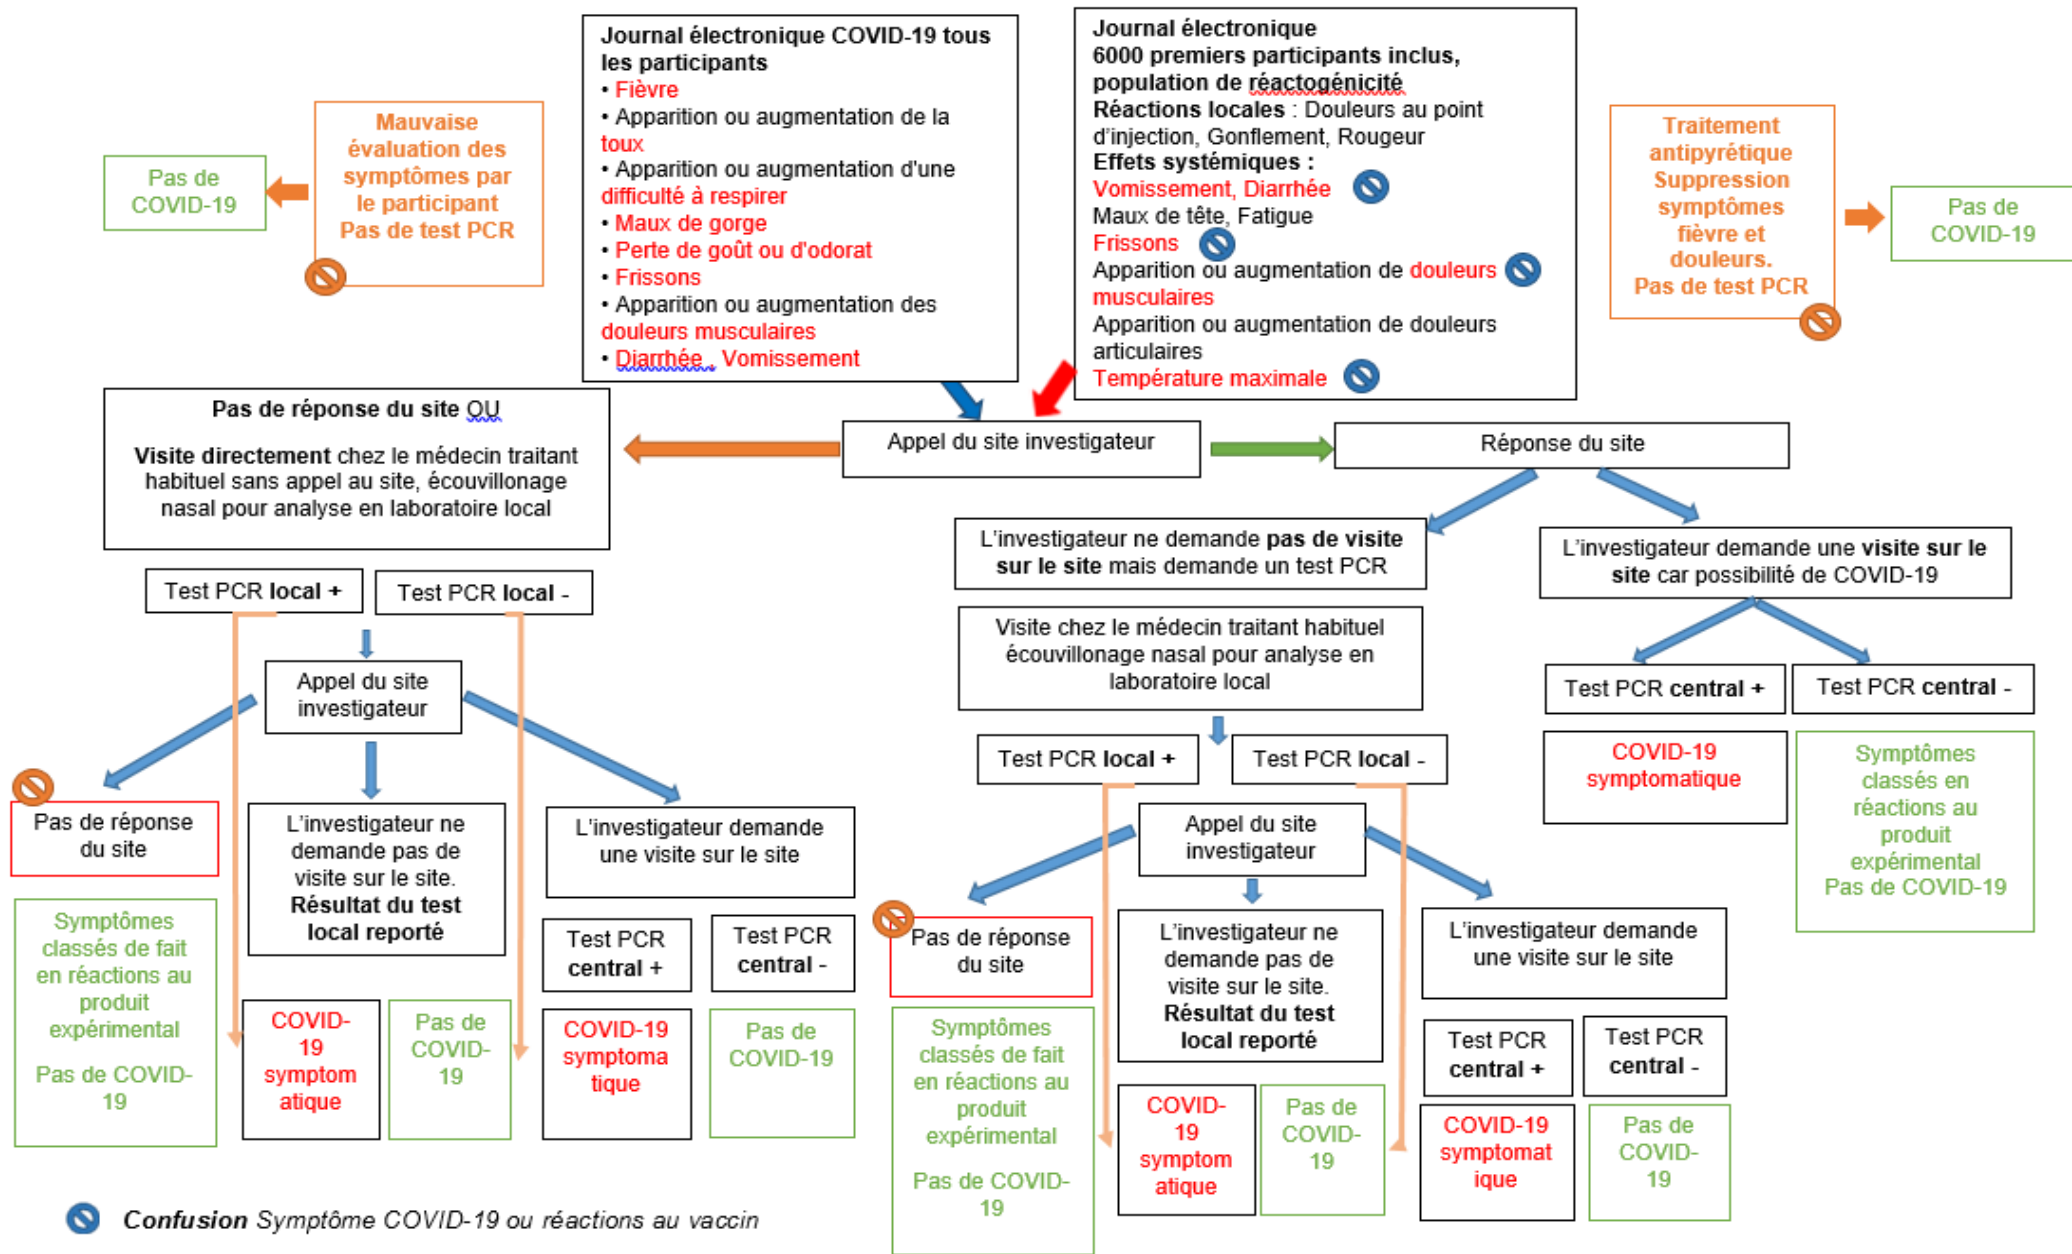 Journal électronique COVID-19 tous
les participants
• Fièvre
• Apparition ou augmentation de la
toux
• Apparition ou augmentation d'une
difficulté à respirer
• Maux de gorge
• Perte de goût ou d'odorat
• Frissons
• Apparition ou augmentation des
douleurs musculaires
• Diarrhée , Vomissement
Journal électronique
6000 premiers participants inclus,
population de réactogénicité
Réactions locales : Douleurs au point
d'injection, Gonflement, Rougeur
Effets systémiques :
Vomissement, Diarrhée
Maux de tête, Fatigue
Frissons
Apparition ou augmentation de douleurs
musculaires
Apparition ou augmentation de douleurs
articulaires
Température maximale
Mauvaise
évaluation des
symptômes par
le participant
Pas de test PCR
Pas de
COVID-19
Traitement
antipyrétique
Suppression
symptômes
fièvre et
douleurs.
Pas de test PCR
Pas de
COVID-19
Pas de réponse du site OU
Visite directement chez le médecin traitant
habituel sans appel au site, écouvillonage
nasal pour analyse en laboratoire local
Appel du site investigateur
Réponse du site
L'investigateur ne demande pas de visite
sur le site mais demande un test PCR
L'investigateur demande une visite sur le
site car possibilité de COVID-19
Test PCR local +
Test PCR local -
Visite chez le médecin traitant habituel
écouvillonage nasal pour analyse en
laboratoire local
Appel du site
investigateur
Test PCR central +
Test PCR central -
COVID-19
symptomatique
Symptômes
classés en
réactions au
produit
expérimental
Pas de COVID-19
Test PCR local +
Test PCR local -
Pas de réponse
du site
L'investigateur ne
demande pas de
visite sur le site.
Résultat du test
local reporté
L'investigateur demande
une visite sur le site
Appel du site
investigateur
Symptômes
classés de fait
en réactions au
produit
expérimental
Pas de COVID-
19
Test PCR
central +
Test PCR
central -
COVID-
19
symptom
atique
Pas de
COVID-
19
COVID-19
symptoma
tique
Pas de
COVID-19
Pas de réponse
du site
L'investigateur ne
demande pas de
visite sur le site.
Résultat du test
local reporté
L'investigateur demande
une visite sur le site
Symptômes
classés de fait
en réactions au
produit
expérimental
Pas de COVID-
19
Test PCR
central +
Test PCR
central -
COVID-
19
symptom
atique
Pas de
COVID-
19
COVID-19
symptomat
ique
Pas de
COVID-
19
Confusion Symptôme COVID-19 ou réactions au vaccin